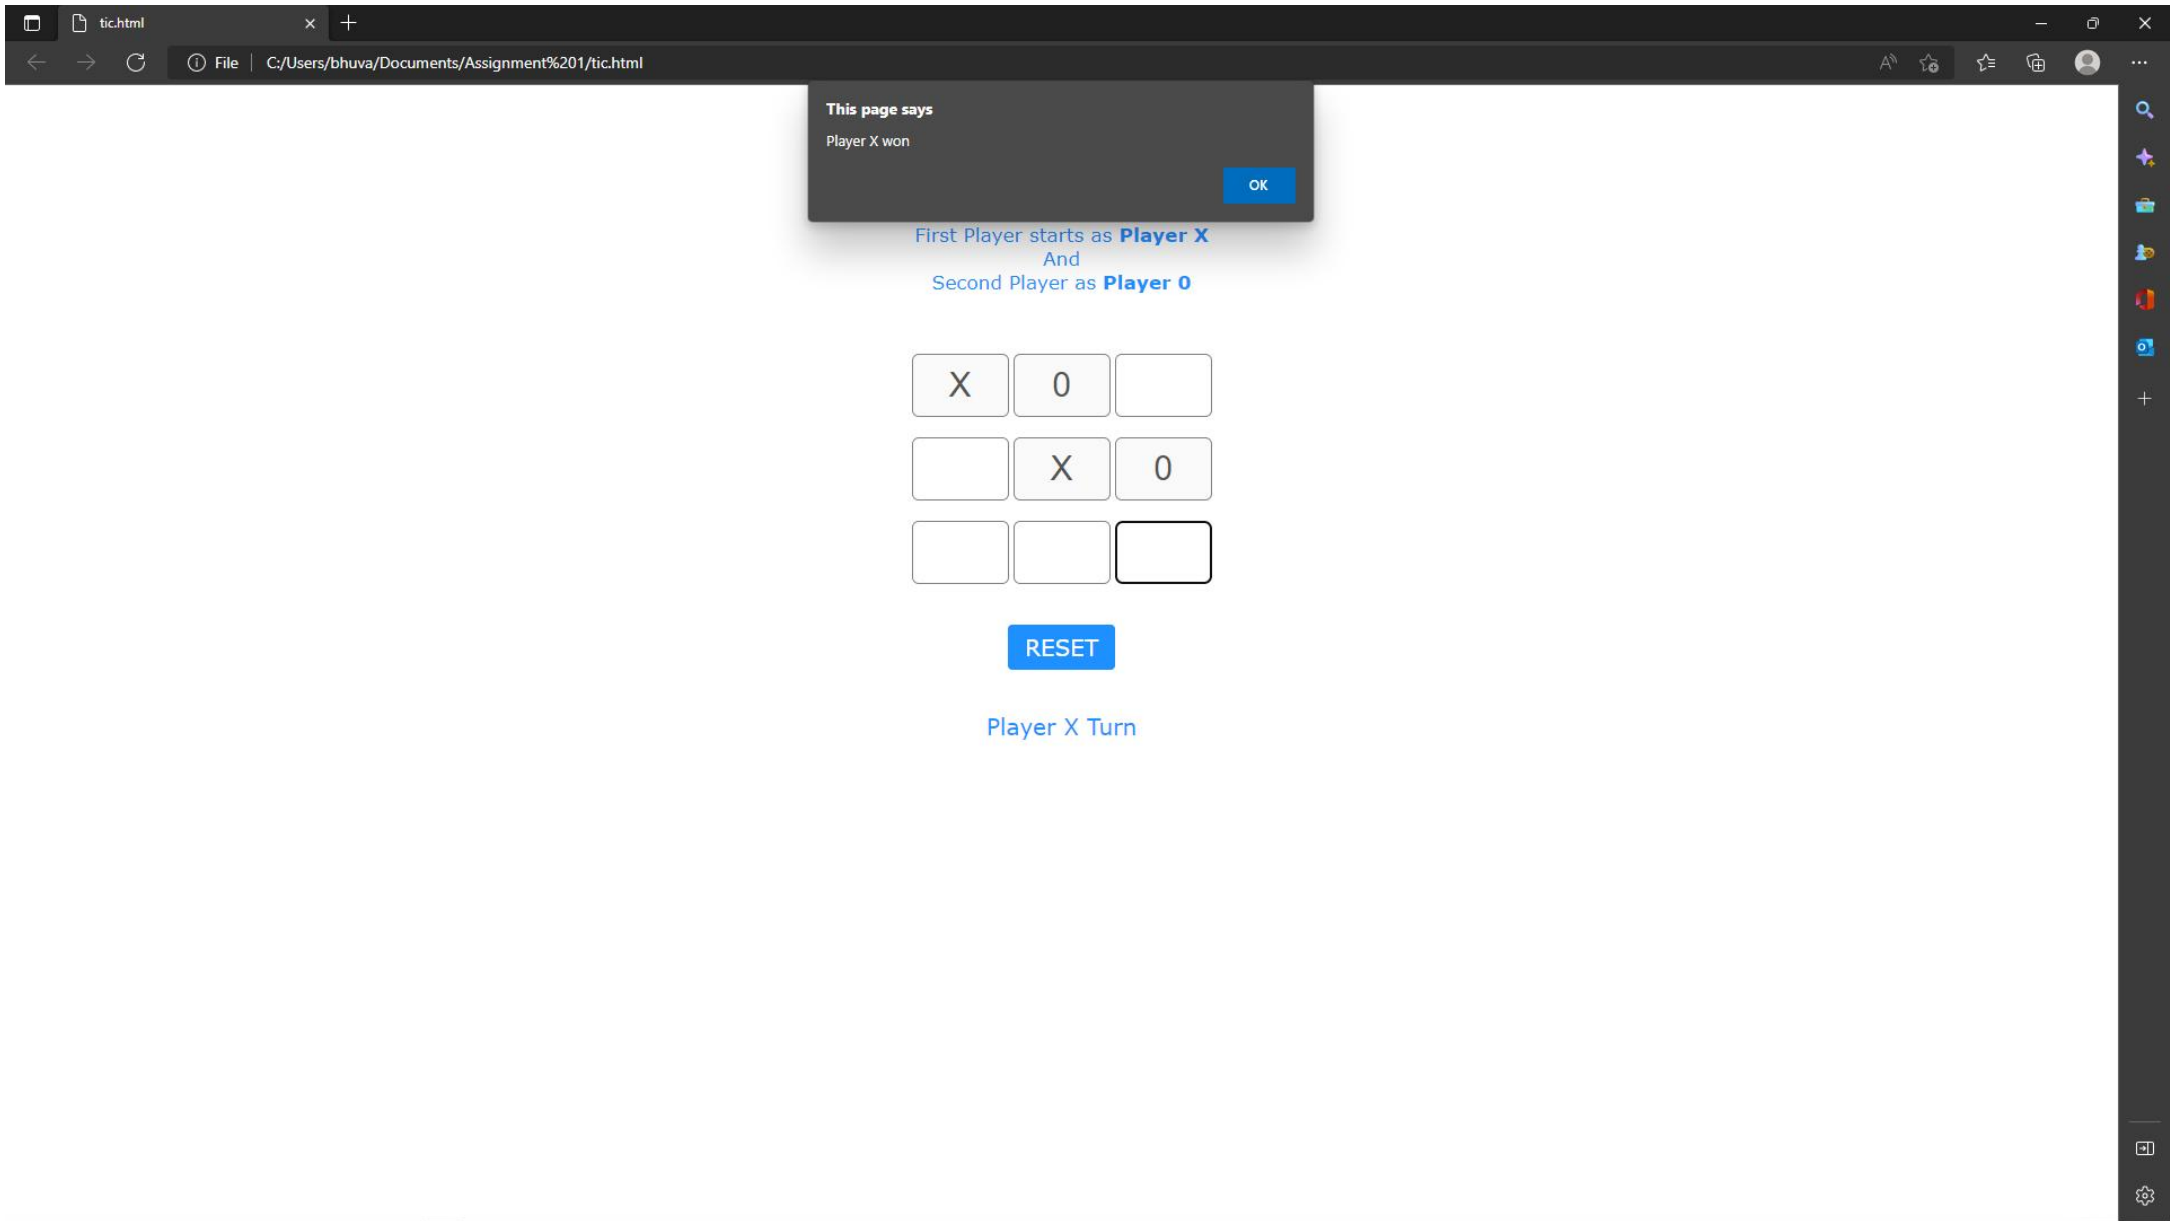 tic.html
File
C:/Users/bhuva/Documents/Assignment%201/tic.html
This page says
Player X won
OK
First Player starts as Player X
And
Second Player as Player 0
X 0
X 0
RESET
Player X Turn